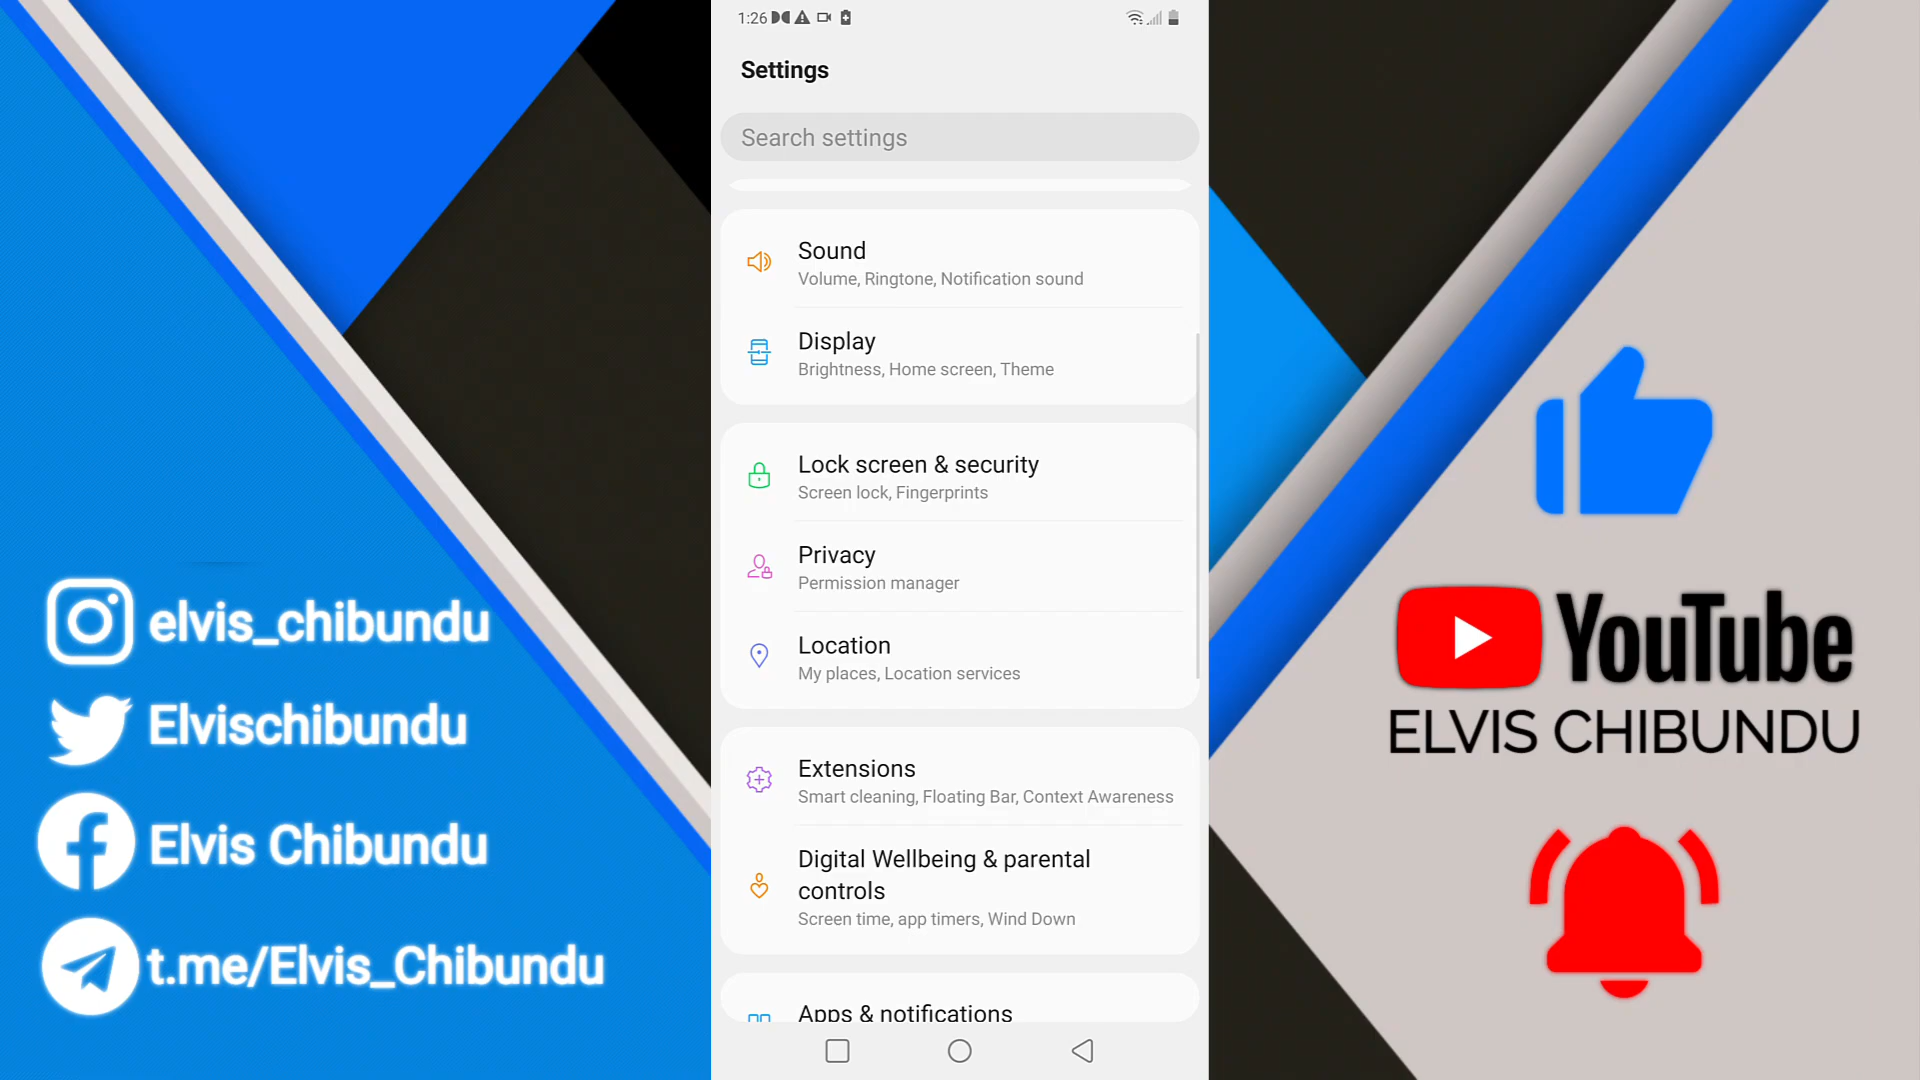 1:26
Settings
Search settings
Sound
Volume, Ringtone, Notification sound
Display
Brightness, Home screen, Theme
Lock screen & security
Screen lock, Fingerprints
Privacy
Permission manager
Location
My places, Location services
Extensions
Smart cleaning, Floating Bar, Context Awareness
Digital Wellbeing & parental
controls
Screen time, app timers, Wind Down
Apps & notifications
elvis_chibundu
Elvischibundu
Elvis Chibundu
t.me/Elvis_Chibundu
YouTube
ELVIS CHIBUNDU